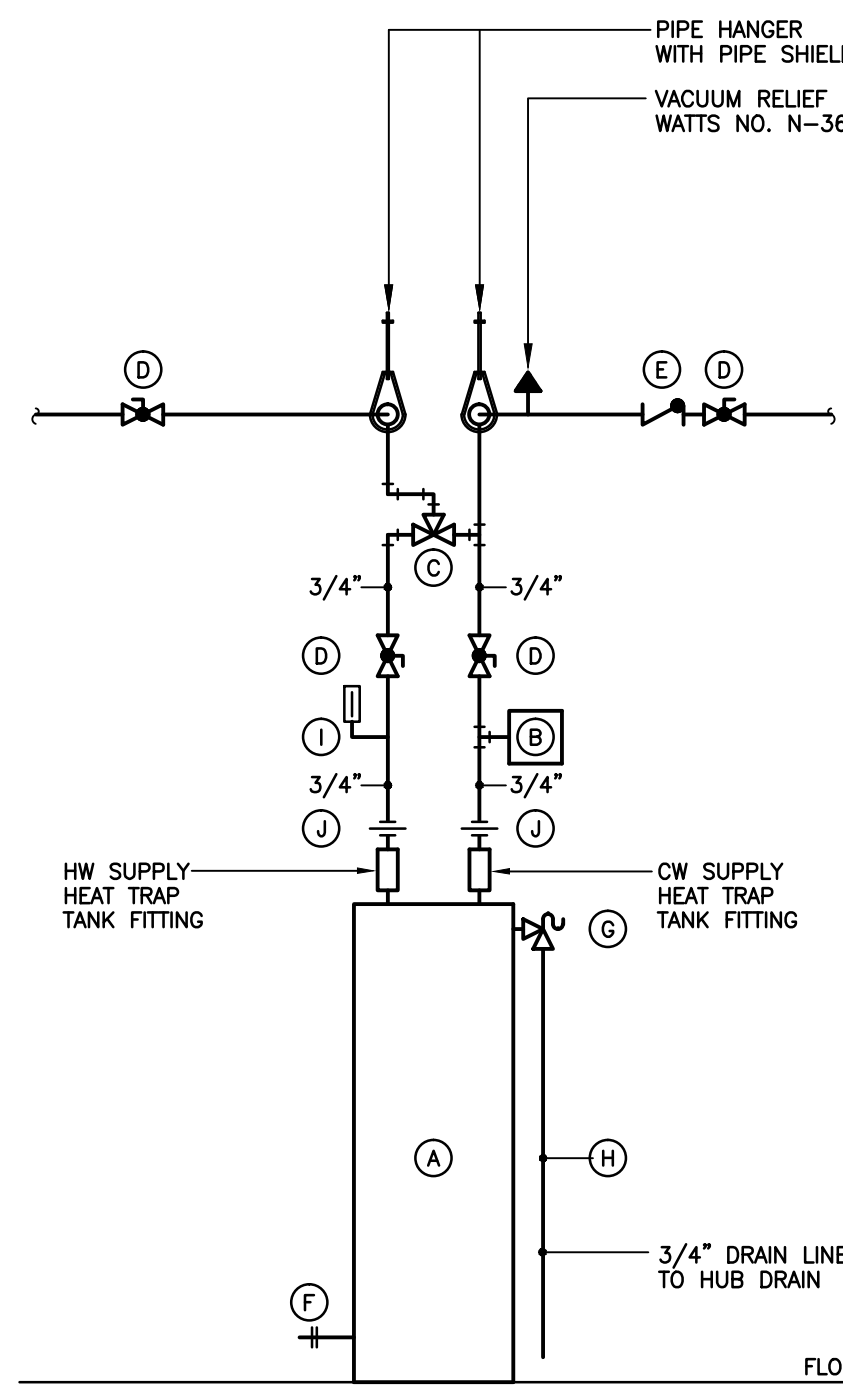 PIPE HANGER
WITH PIPE SHIEL
VACUUM RELIEF
WATTS NO. N-36
D
E
D
C
3/4"
3/4"
D
D
I
B
3/4"
3/4"
J
J
HW SUPPLY
HEAT TRAP
TANK FITTING
CW SUPPLY
HEAT TRAP
TANK FITTING
G
A
H
3/4" DRAIN LINE
TO HUB DRAIN
F
FLO